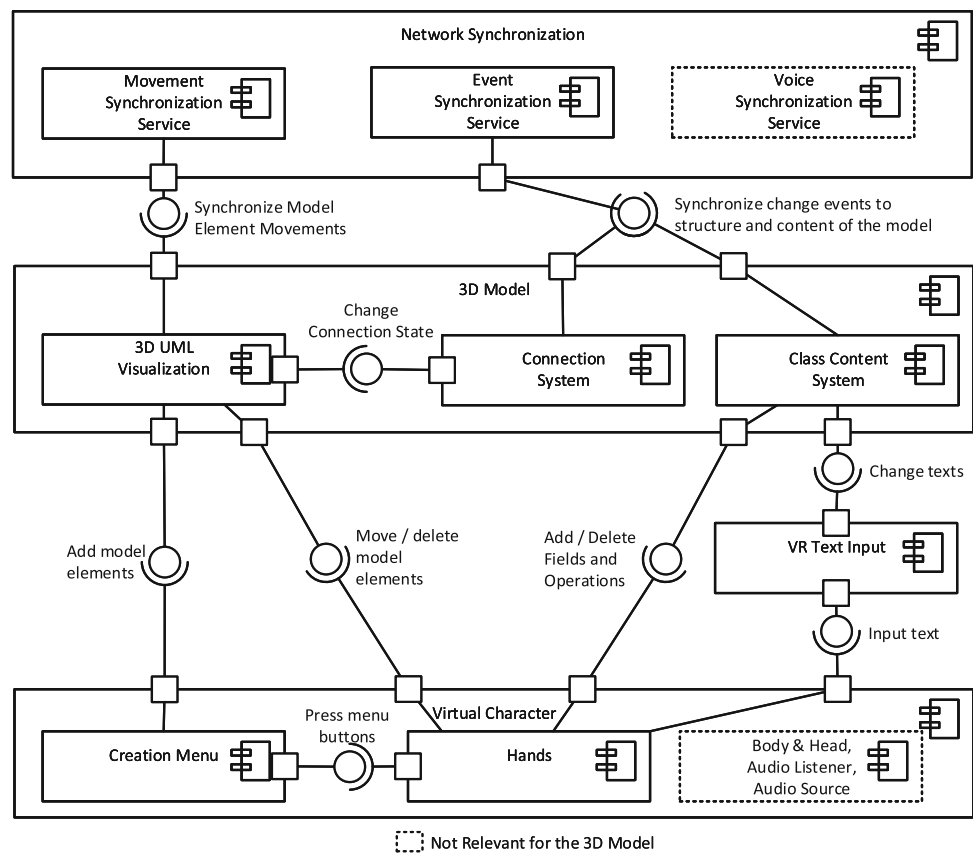 Network Synchronization
Movement
Synchronization
Service
Event
Synchronization
Service
Voice
Synchronization
Service
Synchronize Model
Element Movements
Synchronize change events to
structure and content of the model
3D Model
Change
Connection State
3D UML
Visualization
Connection
System
Class Content
System
Change texts
Add model
elements
Move / delete
model
elements
Add / Delete
Fields and
Operations
VR Text Input
Input text
Virtual Character
Press menu
buttons
Creation Menu
Hands
Body & Head,
Audio Listener,
Audio Source
Not Relevant for the 3D Model